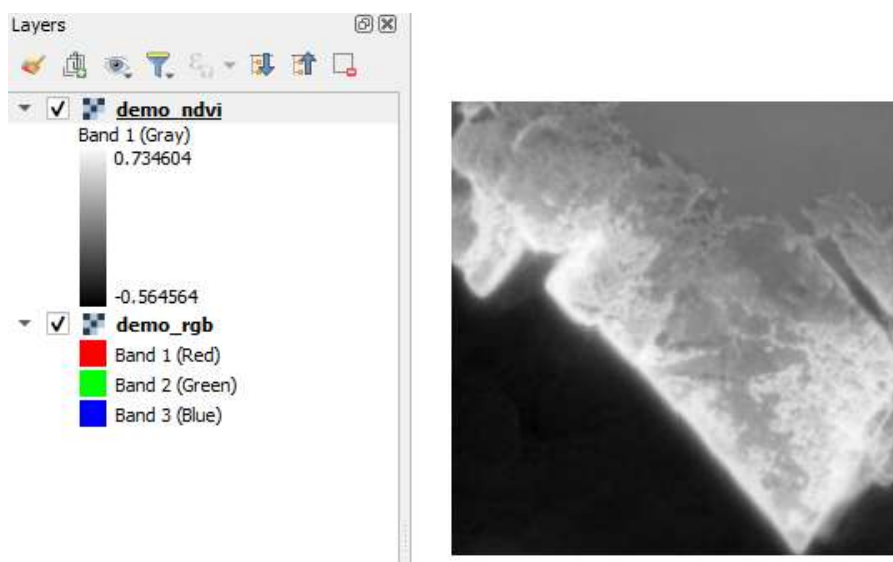 Layers
demo_ndvi
Band 1 (Gray)
0.734604
-0.564564
demo_rgb
Band 1 (Red)
Band 2 (Green)
Band 3 (Blue)